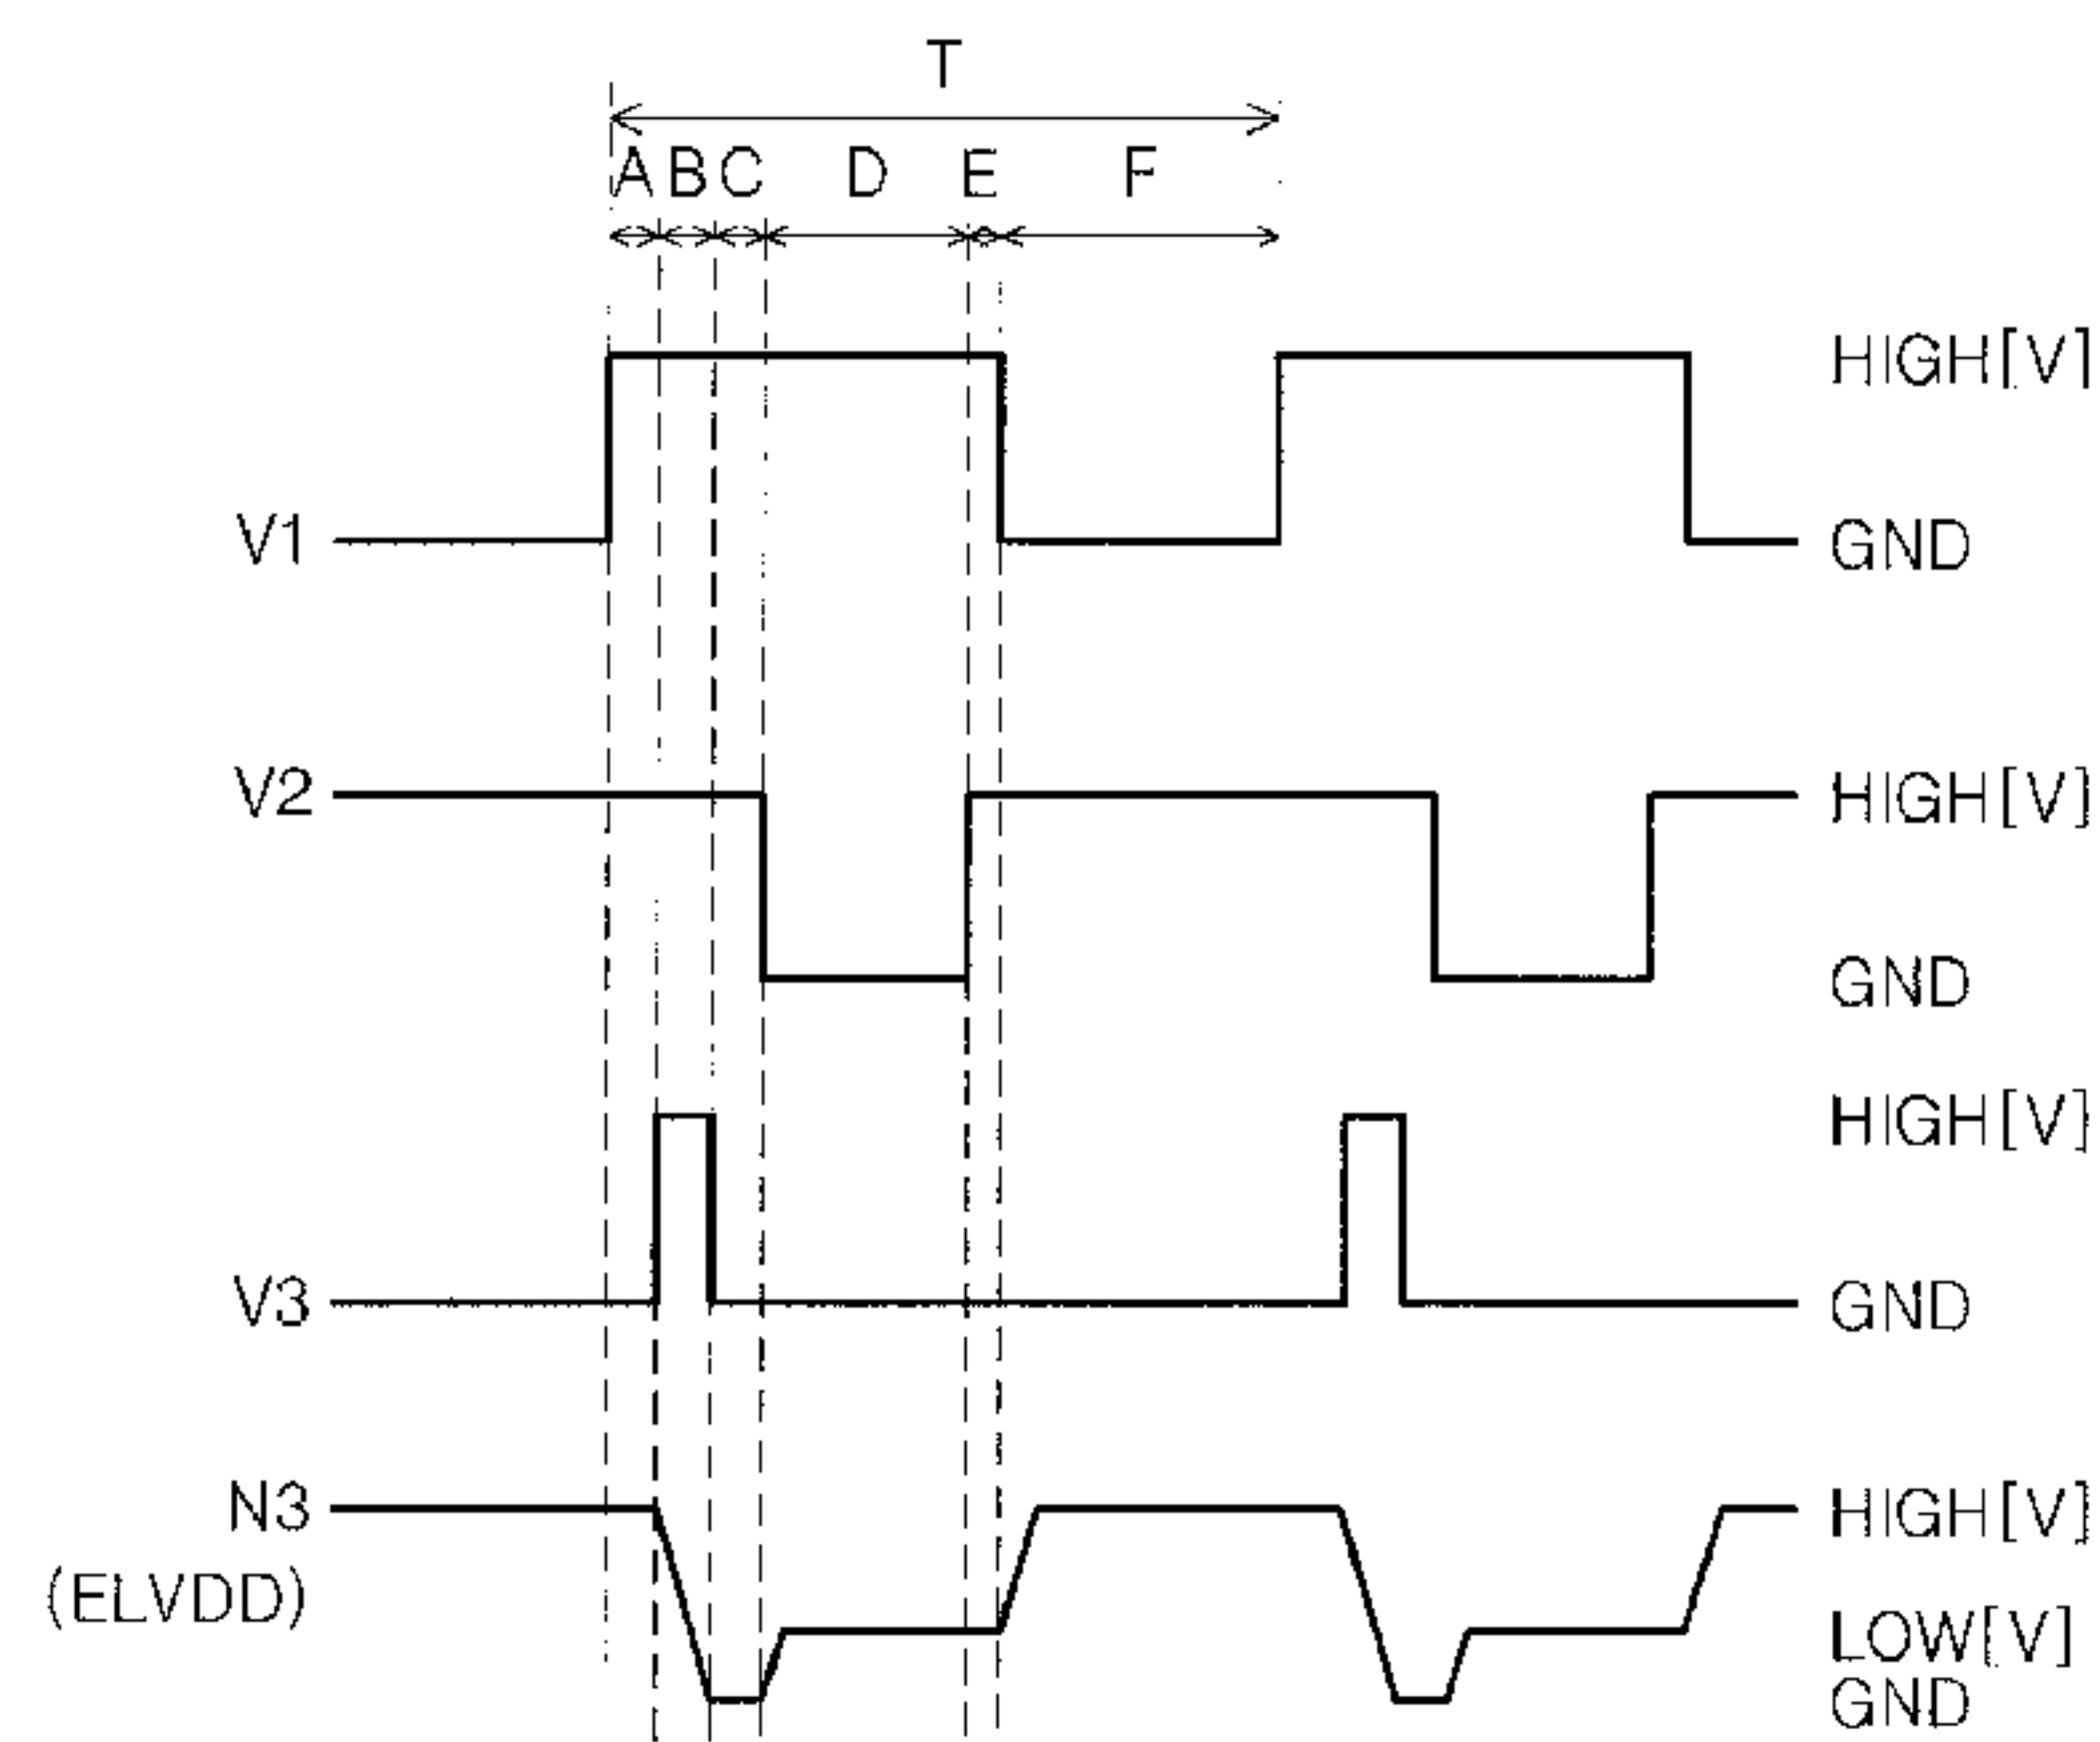 T
A B C D E F
HIGH[V]
V1 GND
V2 HIGH[V]
GND
HIGH[V]
V3 GND
N3 HIGH[V]
(ELVDD)
LOW[V]
GND